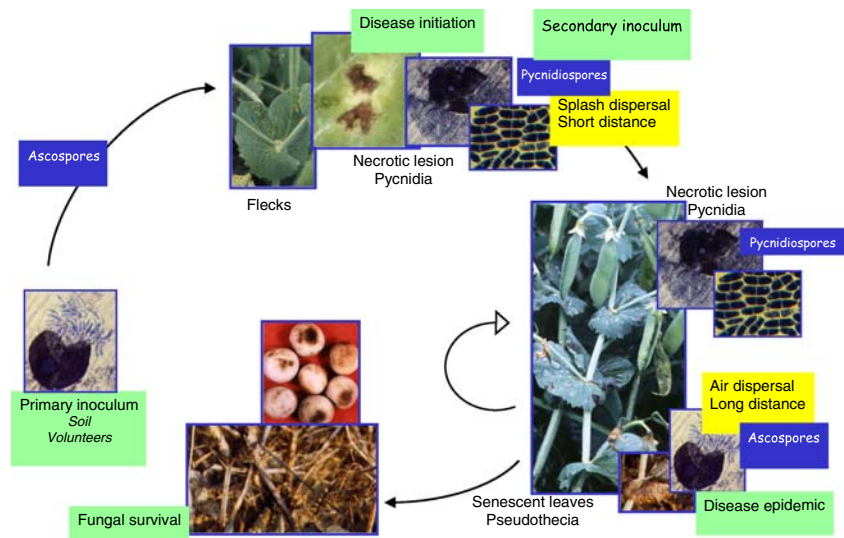 Disease initiation
Secondary inoculum
Pycnidiospores
Splash dispersal
Short distance
Ascospores
Necrotic lesion
Pycnidia
Flecks
Necrotic lesion
Pycnidia
Pycnidiospores
Primary inoculum
Soil
Volunteers
Air dispersal
Long distance
Ascospores
Disease epidemic
Senescent leaves
Pseudothecia
Fungal survival